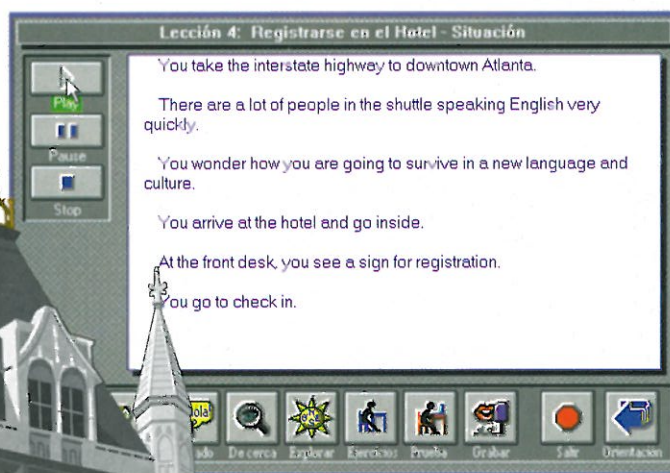 Lección 4: Registrarse en el Hotel - Situación
Play
Pause
Stop
You take the interstate highway to downtown Atlanta.
There are a lot of people in the shuttle speaking English very
quickly.
You wonder how you are going to survive in a new language and
culture.
You arrive at the hotel and go inside.
At the front desk, you see a sign for registration.
You go to check in.
De cerca Explorar Ejercicios Prueba Grabar Salir Orientación